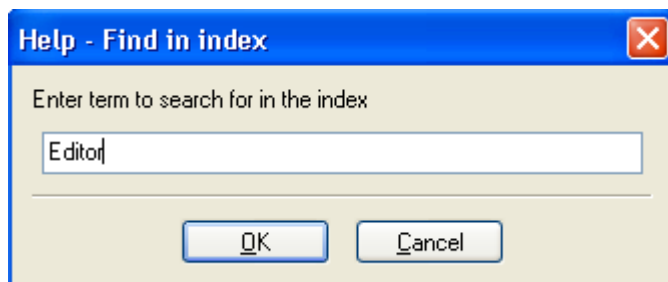 Help - Find in index
Enter term to search for in the index
Editor
OK Cancel